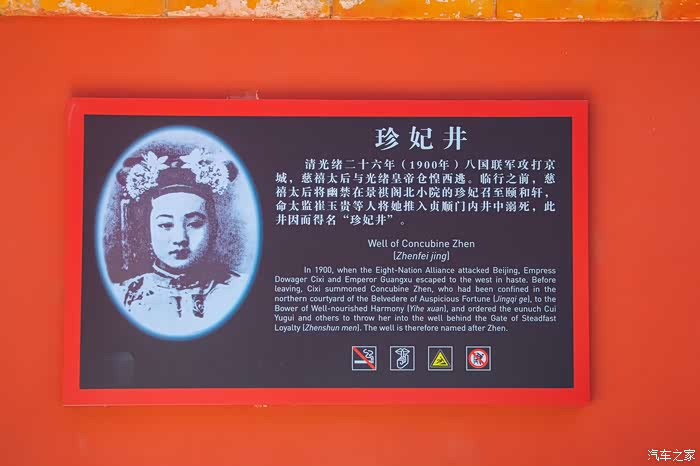 珍妃井
清光绪二十六年（1900年）八国联军攻打京
城，慈禧太后与光绪皇帝仓惶西逃。临行之前，慈
禧太后将幽禁在景祺阁北小院的珍妃召至颐和轩，
命太监崔玉贵等人将她推入贞顺门内井中溺死，此
井因而得名“珍妃井”。
Well of Concubine Zhen
(Zhenfei jing)
In 1900, when the Eight-Nation Alliance attacked Beijing, Empress
Dowager Cixi and Emperor Guangxu escaped to the west in haste. Before
leaving, Cixi summoned Concubine Zhen, who had been confined in the
northern courtyard of the Belvedere of Auspicious Fortune (Jingqi ge), to the
Bower of Well-nourished Harmony (Yihe xuan), and ordered the eunuch Cui
Yugui and others to throw her into the well behind the Gate of Steadfast
Loyalty (Zhenshun men). The well is therefore named after Zhen.
汽车之家